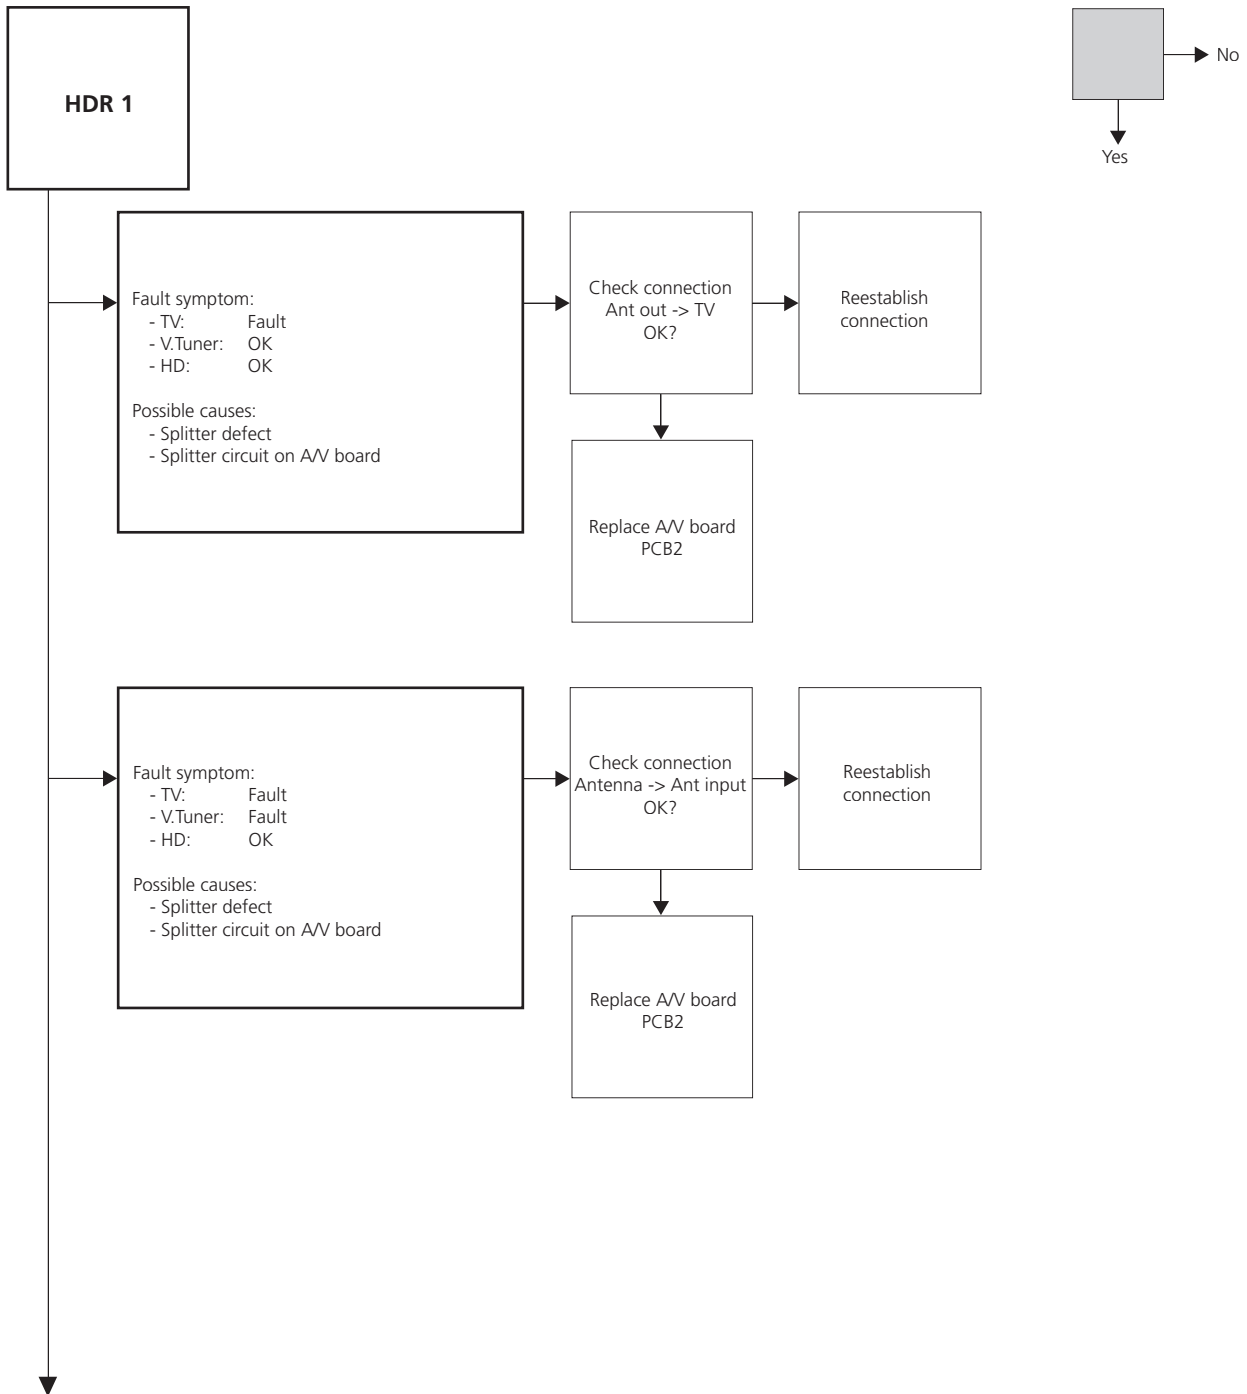 HDR 1
No
Yes
Fault symptom:
- TV: Fault
- V.Tuner: OK
- HD: OK
Possible causes:
- Splitter defect
- Splitter circuit on A/V board
Check connection
Ant out -> TV
OK?
Reestablish
connection
Replace A/V board
PCB2
Fault symptom:
- TV: Fault
- V.Tuner: Fault
- HD: OK
Possible causes:
- Splitter defect
- Splitter circuit on A/V board
Check connection
Antenna -> Ant input
OK?
Reestablish
connection
Replace A/V board
PCB2